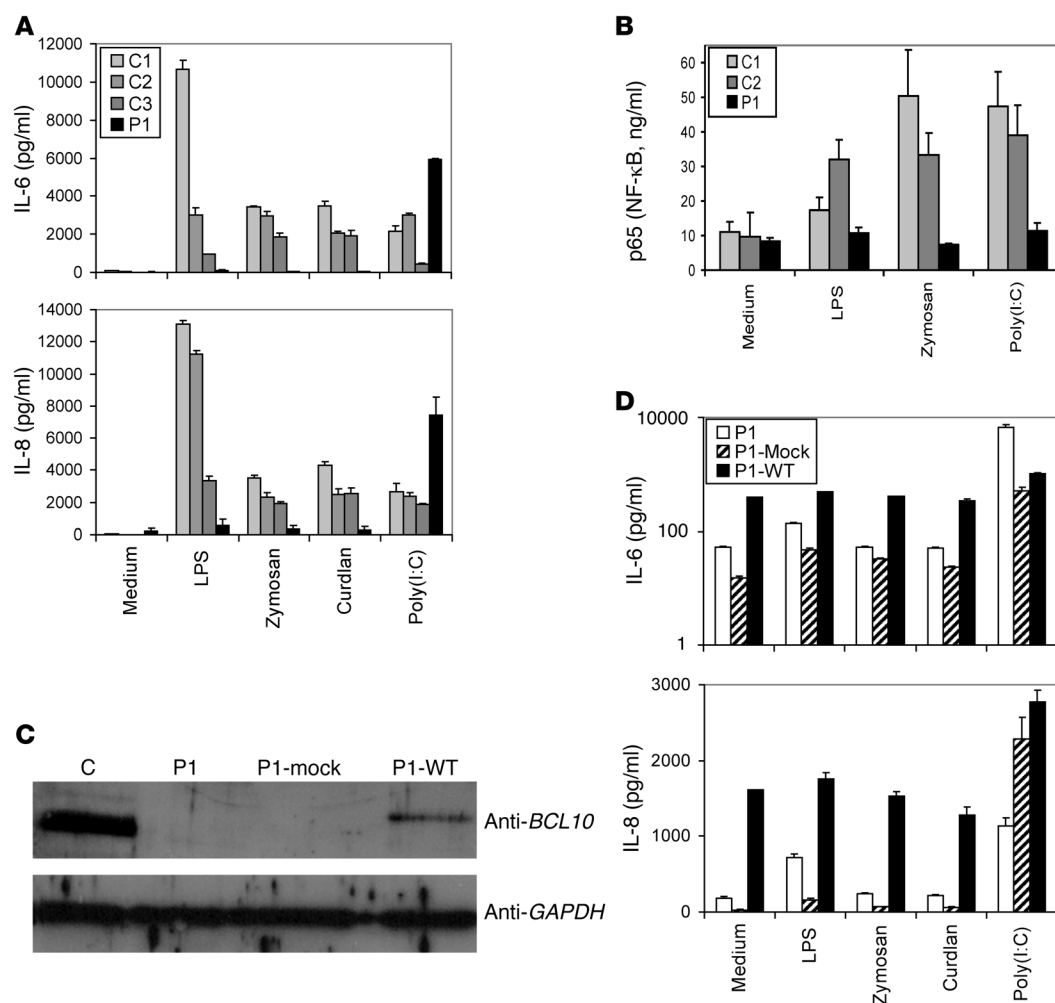 A
IL-6 (pg/ml)
12000
10000
8000
6000
4000
2000
0
C1
C2
C3
P1
IL-8 (pg/ml)
14000
12000
10000
8000
6000
4000
2000
0
Medium
LPS
Zymosan
Curdlan
Poly(I:C)
B
p65 (NF-κB, ng/ml)
60
50
40
30
20
10
0
C1
C2
P1
Medium
LPS
Zymosan
Poly(I:C)
C
C P1 P1-mock P1-WT
Anti-BCL10
Anti-GAPDH
D
IL-6 (pg/ml)
10000
100
1
P1
P1-Mock
P1-WT
IL-8 (pg/ml)
3000
2000
1000
0
Medium
LPS
Zymosan
Curdlan
Poly(I:C)